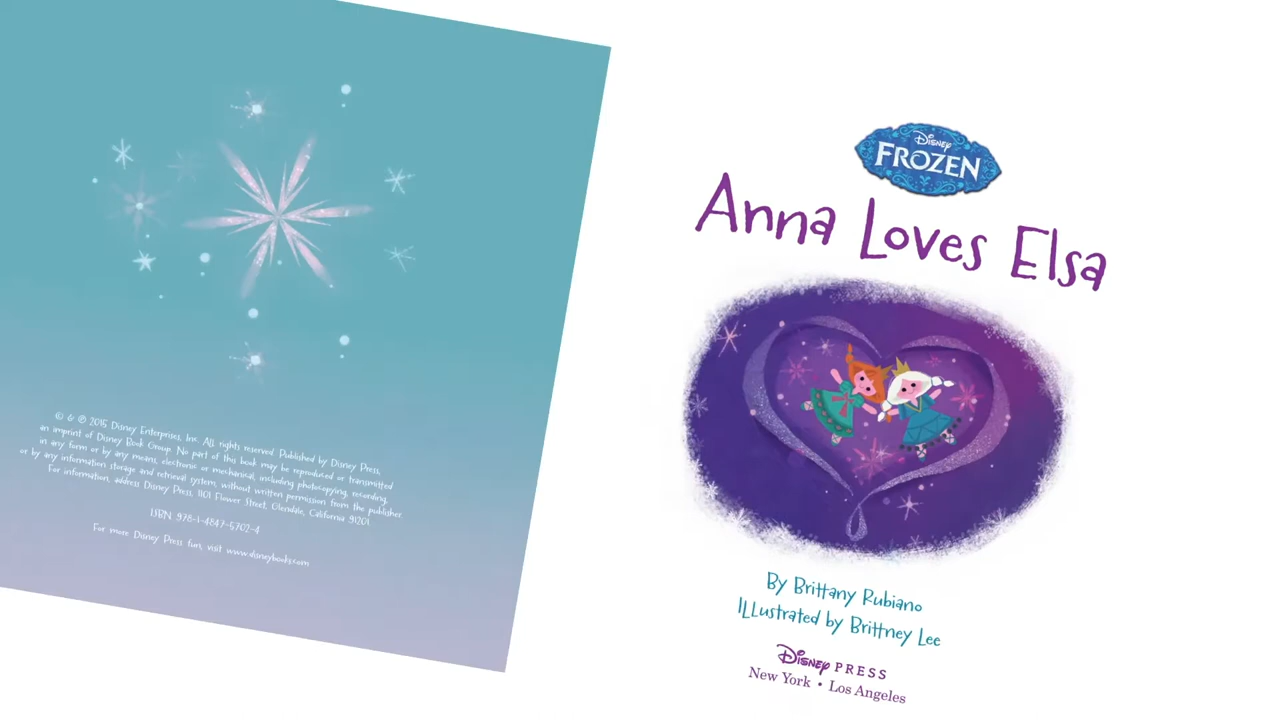 © & ℗ 2015 Disney Enterprises, Inc. All rights reserved. Published by Disney Press,
an imprint of Disney Book Group. No part of this book may be reproduced or transmitted
in any form or by any means, electronic or mechanical, including photocopying, recording,
or by any information storage and retrieval system, without written permission from the publisher.
For information, address Disney Press, 1101 Flower Street, Glendale, California 91201.
ISBN 978-1-4847-5702-4
For more Disney Press fun, visit www.disneybooks.com
Disney
FROZEN
Anna Loves Elsa
By Brittany Rubiano
ILLustrated by Brittney Lee
Disney PRESS
New York • Los Angeles